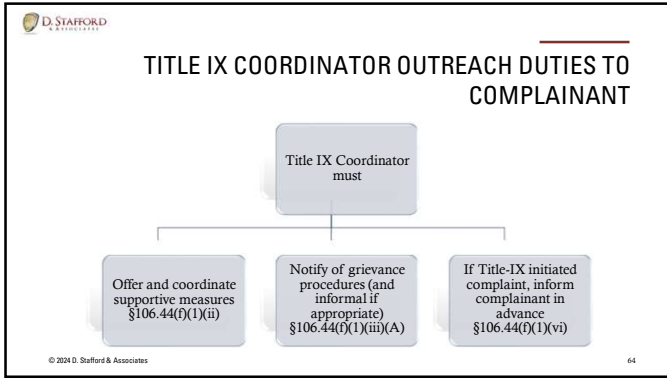 D. STAFFORD
& ASSOCIATES
TITLE IX COORDINATOR OUTREACH DUTIES TO
COMPLAINANT
Title IX Coordinator
must
Offer and coordinate
supportive measures
§106.44(f)(1)(ii)
Notify of grievance
procedures (and
informal if
appropriate)
§106.44(f)(1)(iii)(A)
If Title-IX initiated
complaint, inform
complainant in
advance
§106.44(f)(1)(vi)
© 2024 D. Stafford & Associates
64